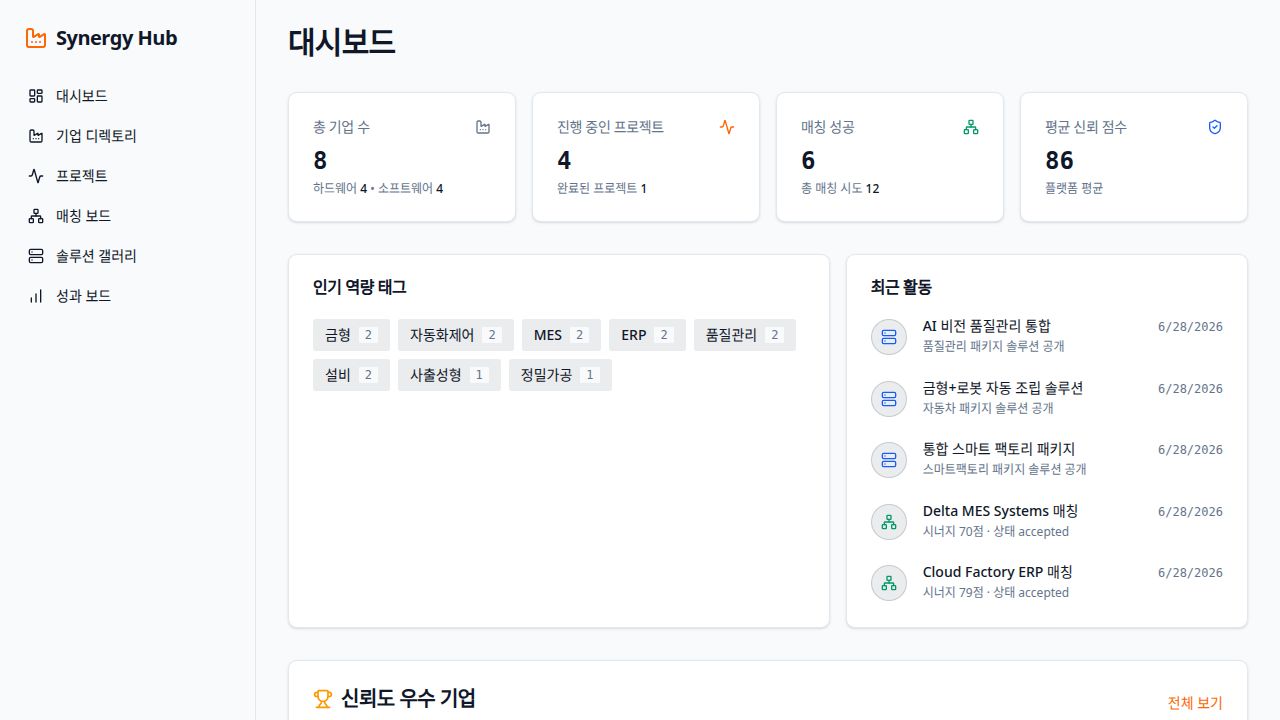 Synergy Hub
대시보드
기업 디렉토리
프로젝트
매칭 보드
솔루션 갤러리
성과 보드
대시보드
총 기업 수
8
하드웨어 4 • 소프트웨어 4
진행 중인 프로젝트
4
완료된 프로젝트 1
매칭 성공
6
총 매칭 시도 12
평균 신뢰 점수
86
플랫폼 평균
인기 역량 태그
금형 2 자동화제어 2 MES 2 ERP 2 품질관리 2
설비 2 사출성형 1 정밀가공 1
최근 활동
AI 비전 품질관리 통합 6/28/2026
품질관리 패키지 솔루션 공개
금형+로봇 자동 조립 솔루션 6/28/2026
자동차 패키지 솔루션 공개
통합 스마트 팩토리 패키지 6/28/2026
스마트팩토리 패키지 솔루션 공개
Delta MES Systems 매칭 6/28/2026
시너지 70점 · 상태 accepted
Cloud Factory ERP 매칭 6/28/2026
시너지 79점 · 상태 accepted
신뢰도 우수 기업 전체 보기